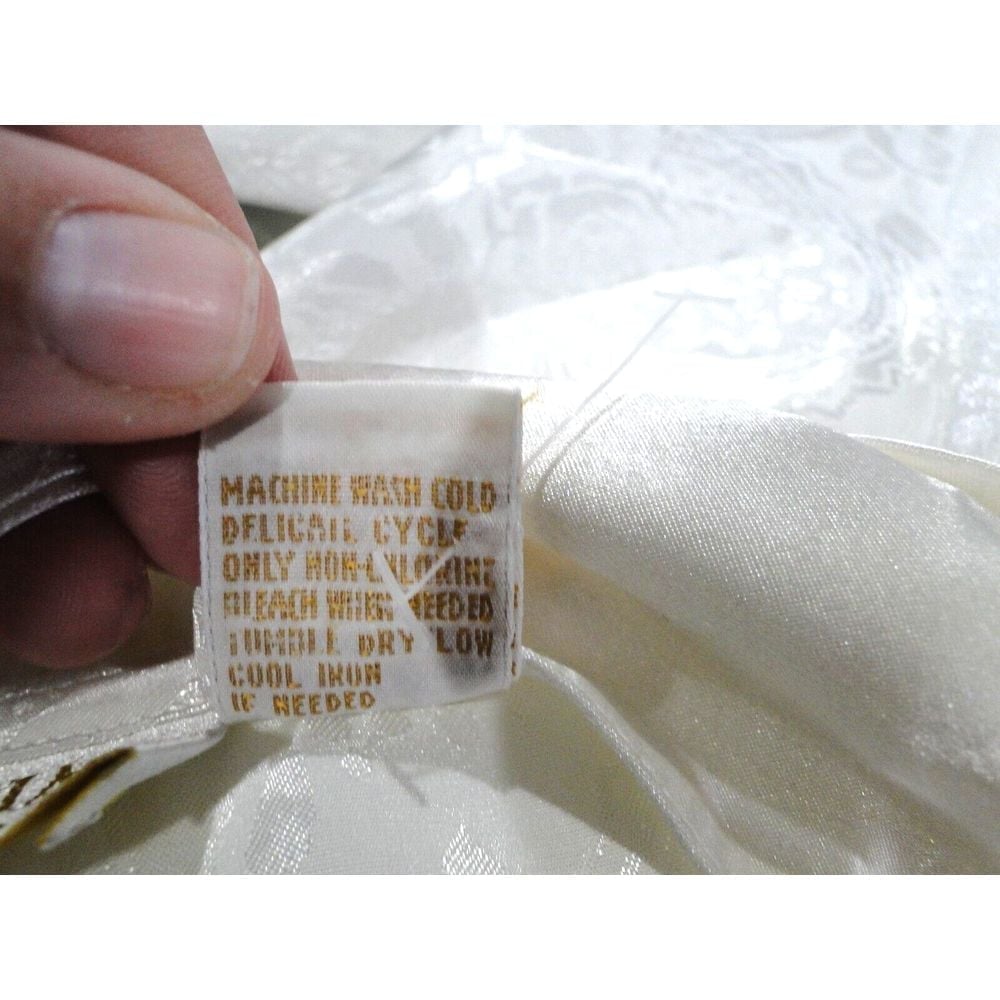 MACHINE WASH COLD
DELICATE CYCLE
ONLY NON-CHLORINE
BLEACH WHEN NEEDED
TUMBLE DRY LOW
COOL IRON
IF NEEDED